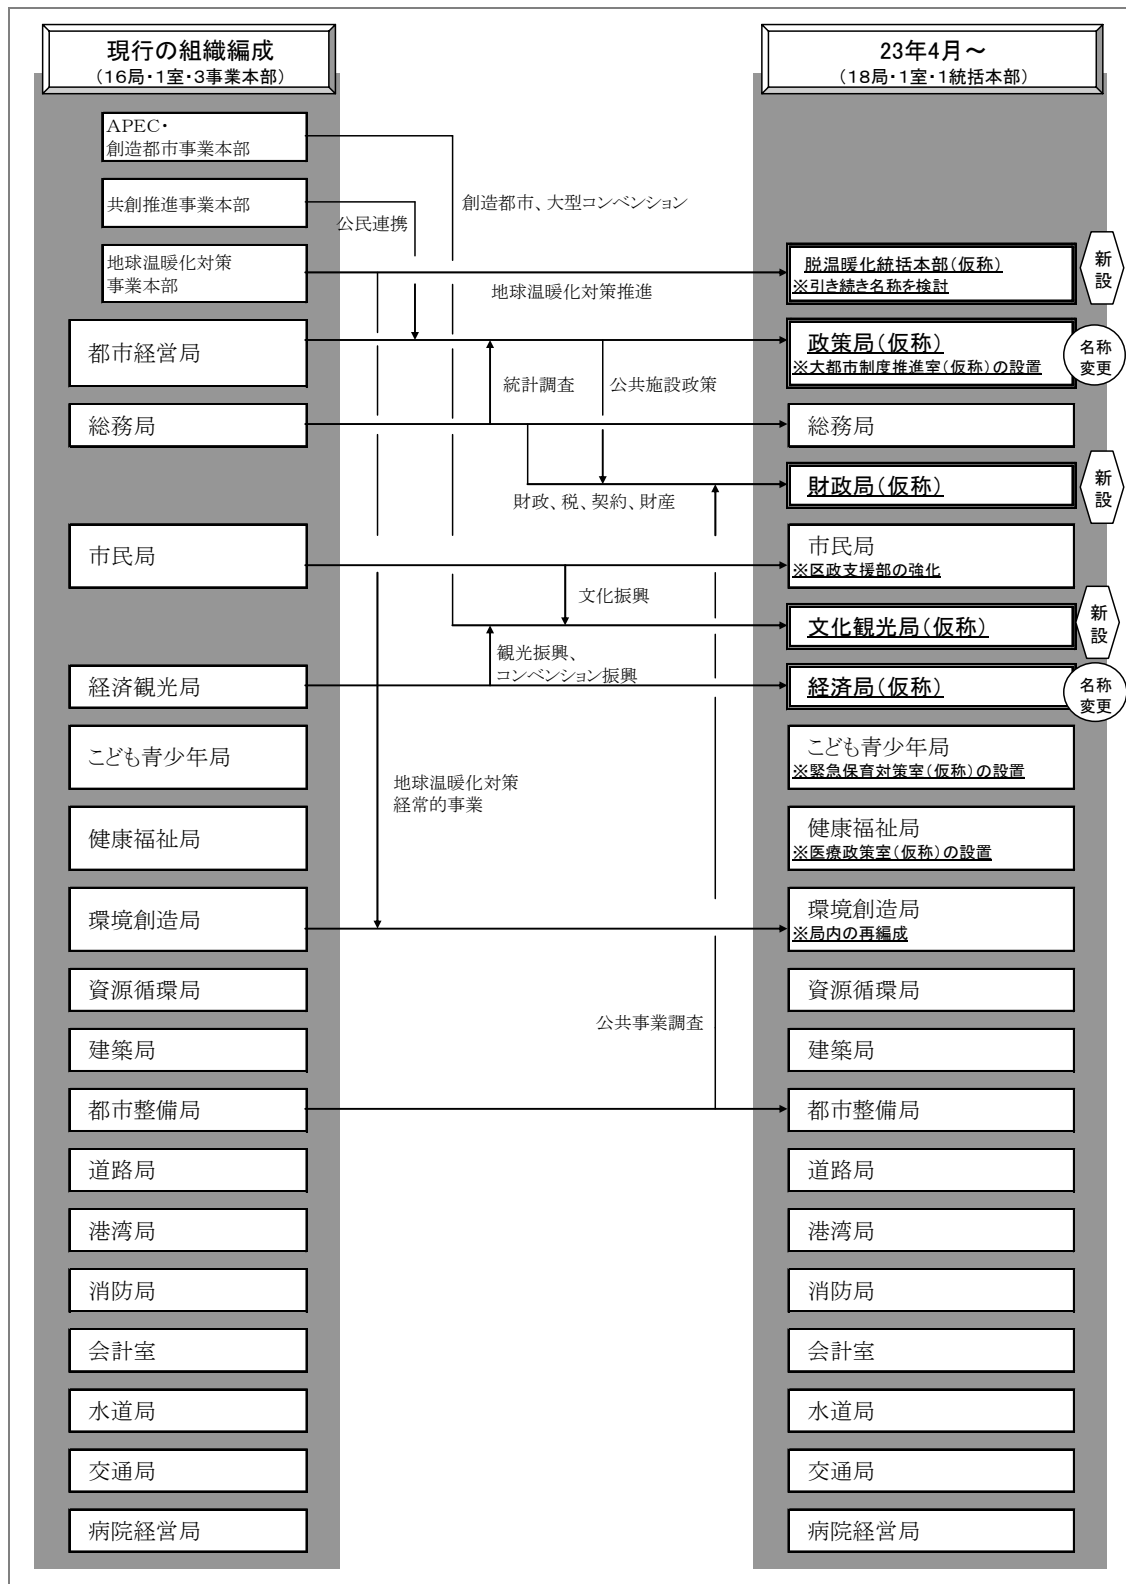 現行の組織編成
（16局・1室・3事業本部）
23年4月～
（18局・1室・1統括本部）
APEC・
創造都市事業本部
共創推進事業本部
公民連携
創造都市、大型コンベンション
地球温暖化対策
事業本部
地球温暖化対策推進
脱温暖化統括本部（仮称）
※引き続き名称を検討
新
設
都市経営局
政策局（仮称）
※大都市制度推進室（仮称）の設置
名称
変更
統計調査
公共施設政策
総務局
総務局
財政局（仮称）
新
設
財政、税、契約、財産
市民局
市民局
※区政支援部の強化
文化振興
文化観光局（仮称）
新
設
観光振興、
コンベンション振興
経済観光局
経済局（仮称）
名称
変更
こども青少年局
こども青少年局
※緊急保育対策室（仮称）の設置
地球温暖化対策
経常的事業
健康福祉局
健康福祉局
※医療政策室（仮称）の設置
環境創造局
環境創造局
※局内の再編成
資源循環局
資源循環局
公共事業調査
建築局
建築局
都市整備局
都市整備局
道路局
道路局
港湾局
港湾局
消防局
消防局
会計室
会計室
水道局
水道局
交通局
交通局
病院経営局
病院経営局